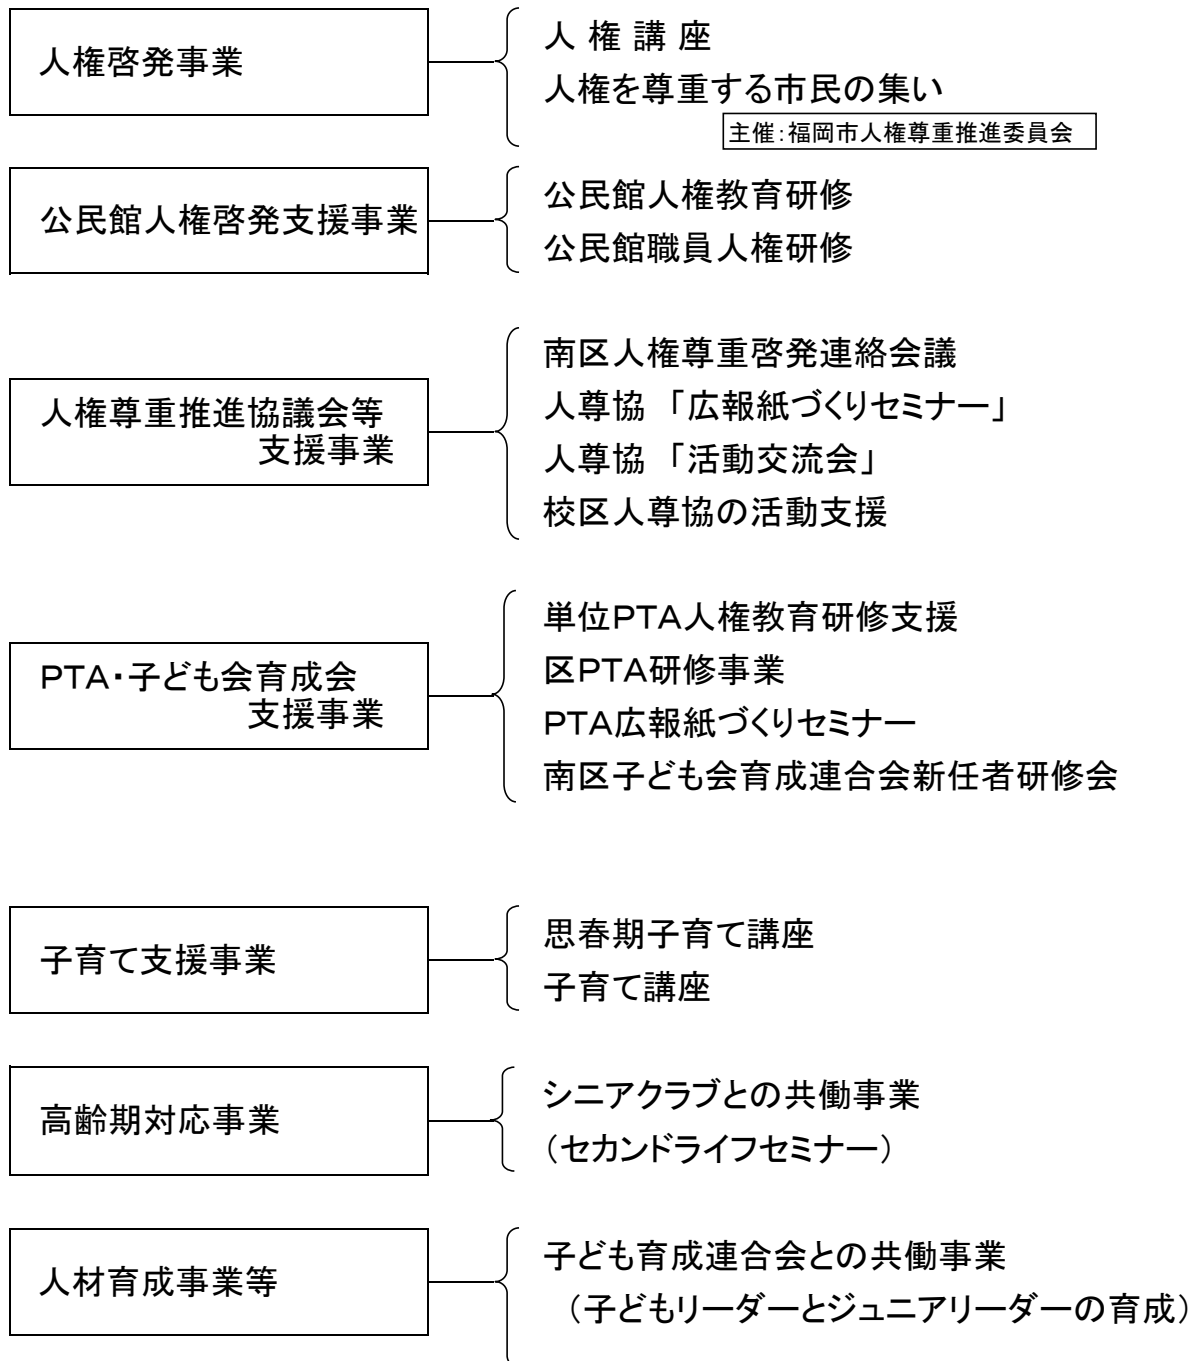 人権啓発事業
人 権 講 座
人権を尊重する市民の集い
主催:福岡市人権尊重推進委員会
公民館人権啓発支援事業
公民館人権教育研修
公民館職員人権研修
人権尊重推進協議会等
支援事業
南区人権尊重啓発連絡会議
人尊協 「広報紙づくりセミナー」
人尊協 「活動交流会」
校区人尊協の活動支援
PTA・子ども会育成会
支援事業
単位PTA人権教育研修支援
区PTA研修事業
PTA広報紙づくりセミナー
南区子ども会育成連合会新任者研修会
子育て支援事業
思春期子育て講座
子育て講座
高齢期対応事業
シニアクラブとの共働事業
(セカンドライフセミナー)
人材育成事業等
子ども育成連合会との共働事業
(子どもリーダーとジュニアリーダーの育成)